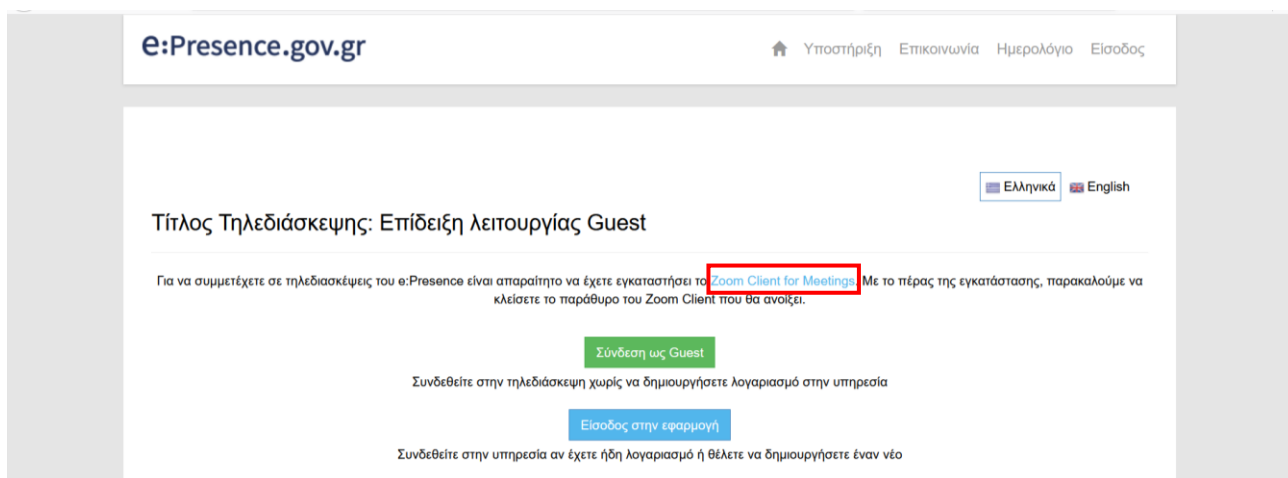 e:Presence.gov.gr
Υποστήριξη Επικοινωνία Ημερολόγιο Είσοδος
Ελληνικά English
Τίτλος Τηλεδιάσκεψης: Επίδειξη λειτουργίας Guest
Για να συμμετέχετε σε τηλεδιασκέψεις του e:Presence είναι απαραίτητο να έχετε εγκαταστήσει το Zoom Client for Meetings. Με το πέρας της εγκατάστασης, παρακαλούμε να
κλείσετε το παράθυρο του Zoom Client που θα ανοίξει.
Σύνδεση ως Guest
Συνδεθείτε στην τηλεδιάσκεψη χωρίς να δημιουργήσετε λογαριασμό στην υπηρεσία
Είσοδος στην εφαρμογή
Συνδεθείτε στην υπηρεσία αν έχετε ήδη λογαριασμό ή θέλετε να δημιουργήσετε έναν νέο